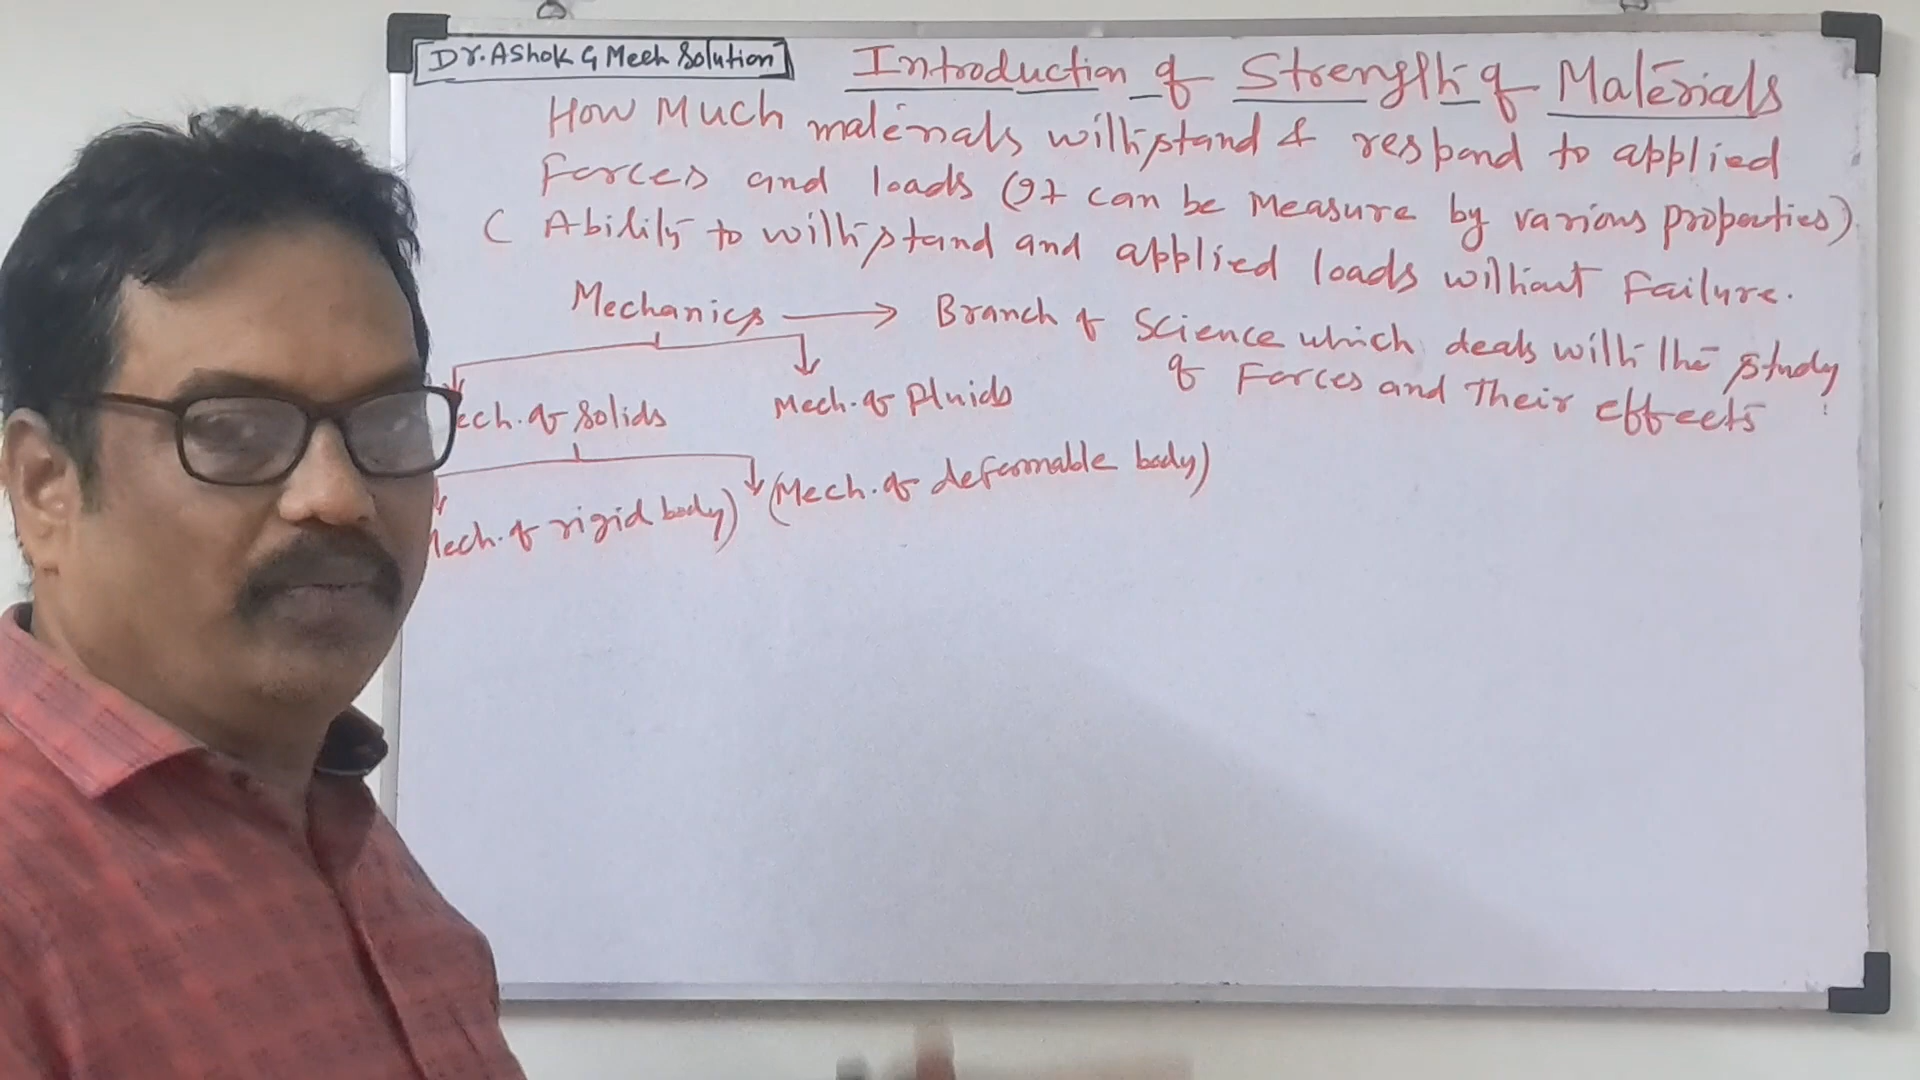 Dr. Ashok G Mech Solution
Introduction of Strength of Materials
How Much materials withstand & respond to applied
Forces and loads (It can be Measure by various properties)
( Ability to withstand and applied loads without Failure.
Mechanics → Branch of Science which deals with the study
of Forces and Their effects
ech. of Solids
Mech. of Fluids
ech. of rigid body)
(Mech. of deformable body)